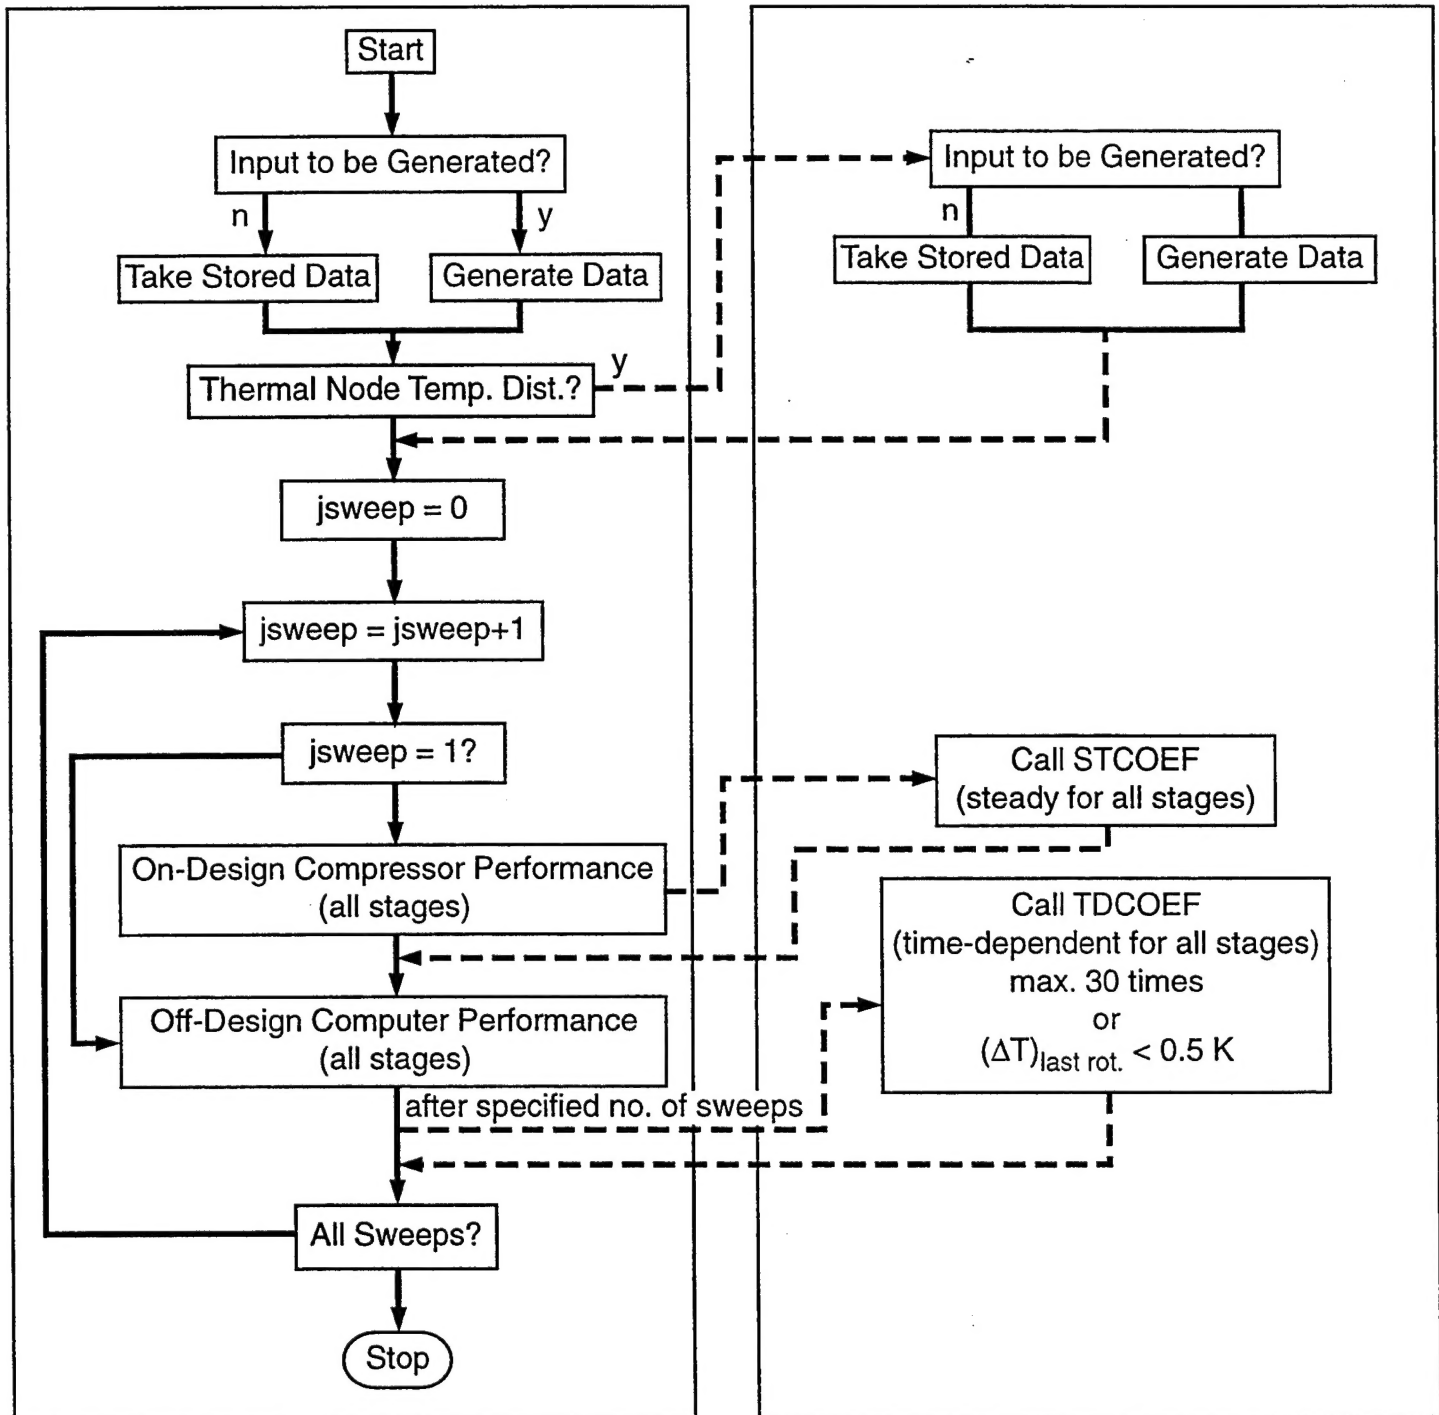 Start
Input to be Generated?
n
y
Take Stored Data
Generate Data
Thermal Node Temp. Dist.?
y
jsweep = 0
jsweep = jsweep+1
jsweep = 1?
On-Design Compressor Performance
(all stages)
Off-Design Computer Performance
(all stages)
after specified no. of sweeps
All Sweeps?
Stop
Input to be Generated?
n
Take Stored Data
Generate Data
Call STCOEF
(steady for all stages)
Call TDCOEF
(time-dependent for all stages)
max. 30 times
or
(ΔT)last rot. < 0.5 K